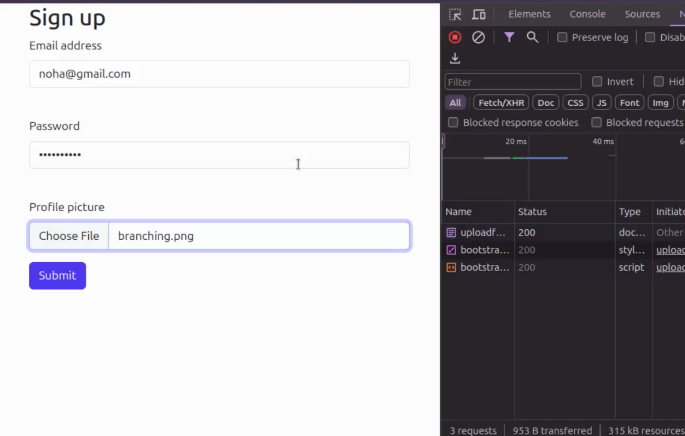 Sign up
Email address
noha@gmail.com
Password
••••••••••
Profile picture
Choose File branching.png
Submit
Elements Console Sources
Preserve log Disab
Filter Invert Hid
All Fetch/XHR Doc CSS JS Font Img
Blocked response cookies Blocked requests
20 ms 40 ms 6
Name Status Type Initiato
uploadf... 200 doc... Other
bootstra... 200 styl... upload
bootstra... 200 script upload
3 requests 953 B transferred 315 kB resources